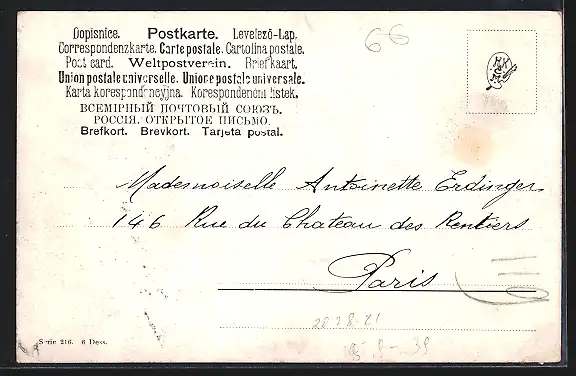 Dopisnice. Postkarte. Levelező-Lap.
Correspondenzkarte. Carte postale. Cartolina postale.
Post card. Weltpostverein. Briefkaart.
Union postale universelle. Unione postale universale.
Karta korespondencyjna. Korespondenčni listek.
ВСЕМІРНЫЙ ПОЧТОВЫЙ СОЮЗЪ.
РОССІЯ. ОТКРЫТОЕ ПИСЬМО.
Brefkort. Brevkort. Tarjeta postal.
66
Mademoiselle Antoinette Erdinger
146 Rue du Chateau des Rentiers
Paris
Serie 216. 6 Dess.